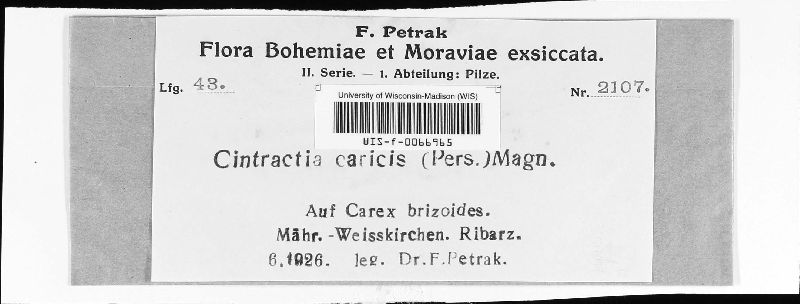 F. Petrak
Flora Bohemiae et Moraviae exsiccata.
II. Serie. — 1. Abteilung: Pilze.
Lfg. 43.
Nr. 2107.
University of Wisconsin-Madison (WIS)
WIS-f-0066965
Cintractia caricis (Pers.) Magn.
Auf Carex brizoides.
Mähr.-Weisskirchen. Ribarz.
6.1926. leg. Dr.F.Petrak.